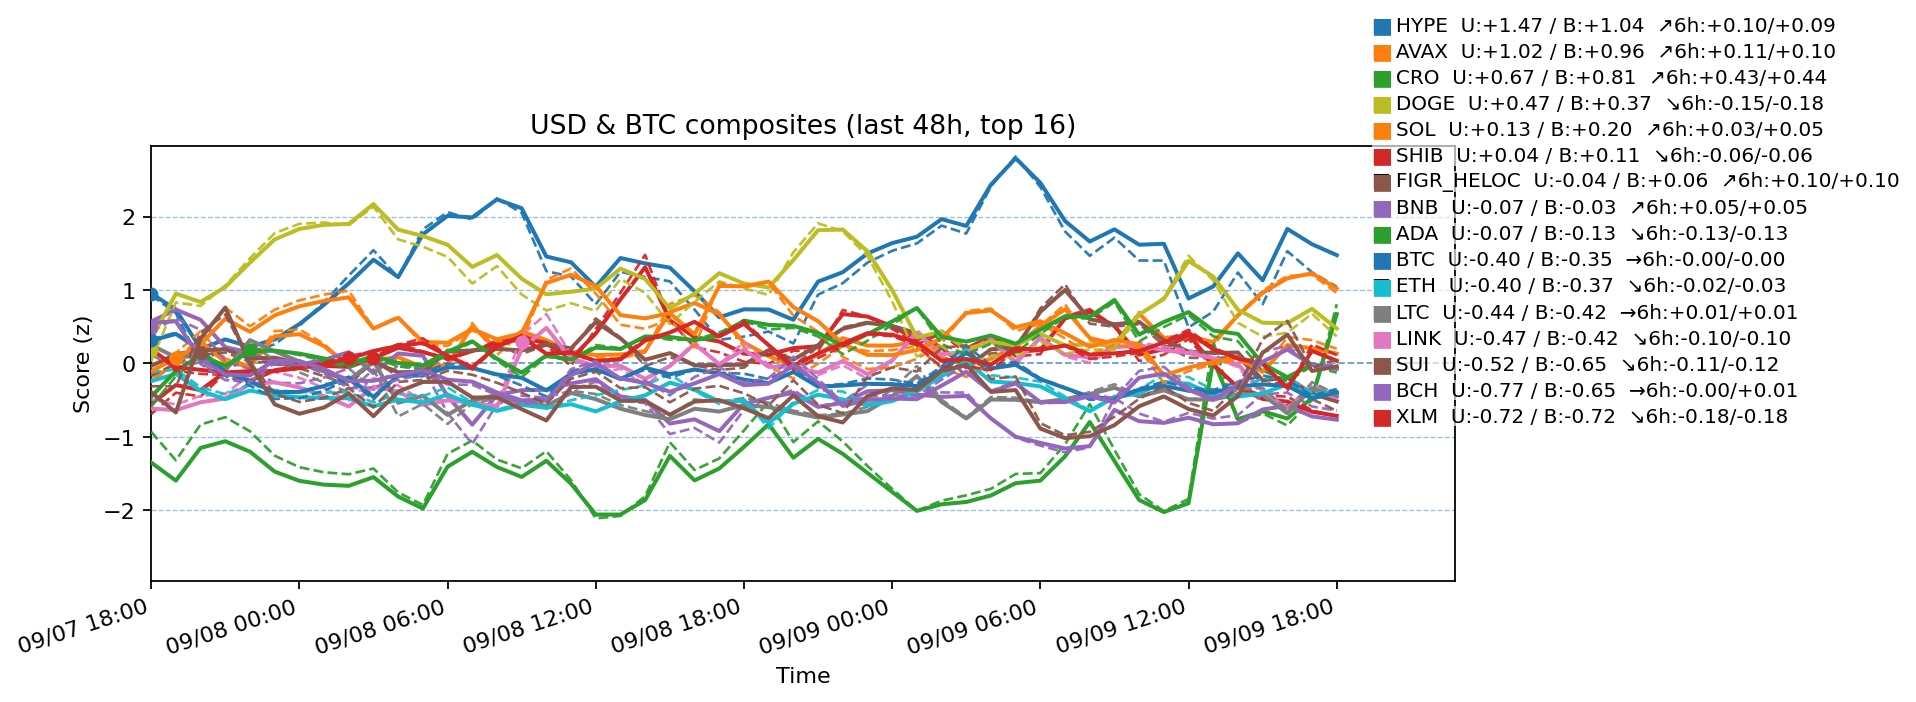 HYPE U:+1.47 / B:+1.04 ↗6h:+0.10/+0.09
AVAX U:+1.02 / B:+0.96 ↗6h:+0.11/+0.10
CRO U:+0.67 / B:+0.81 ↗6h:+0.43/+0.44
DOGE U:+0.47 / B:+0.37 ↘6h:-0.15/-0.18
SOL U:+0.13 / B:+0.20 ↗6h:+0.03/+0.05
SHIB U:+0.04 / B:+0.11 ↘6h:-0.06/-0.06
FIGR_HELOC U:-0.04 / B:+0.06 ↗6h:+0.10/+0.10
BNB U:-0.07 / B:-0.03 ↗6h:+0.05/+0.05
ADA U:-0.07 / B:-0.13 ↘6h:-0.13/-0.13
BTC U:-0.40 / B:-0.35 →6h:-0.00/-0.00
ETH U:-0.40 / B:-0.37 ↘6h:-0.02/-0.03
LTC U:-0.44 / B:-0.42 →6h:+0.01/+0.01
LINK U:-0.47 / B:-0.42 ↘6h:-0.10/-0.10
SUI U:-0.52 / B:-0.65 ↘6h:-0.11/-0.12
BCH U:-0.77 / B:-0.65 →6h:-0.00/+0.01
XLM U:-0.72 / B:-0.72 ↘6h:-0.18/-0.18
USD & BTC composites (last 48h, top 16)
Score (z)
2
1
0
−1
−2
09/07 18:00
09/08 00:00
09/08 06:00
09/08 12:00
09/08 18:00
09/09 00:00
09/09 06:00
09/09 12:00
09/09 18:00
Time